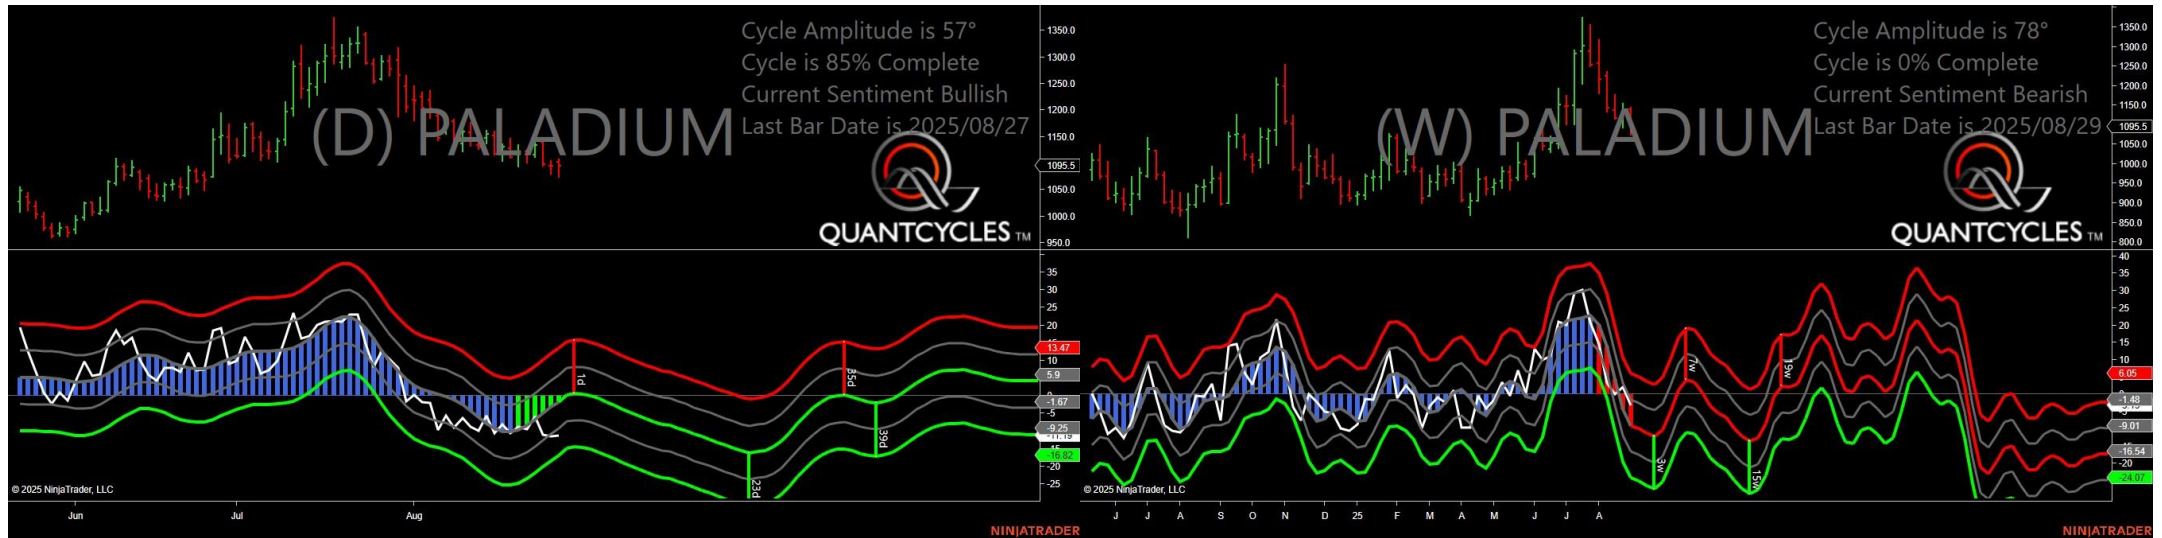 Cycle Amplitude is 57°
Cycle is 85% Complete
Current Sentiment Bullish
Last Bar Date is 2025/08/27
(D) PALADIUM
QUANTCYCLES TM
1350.0
1300.0
1250.0
1200.0
1150.0
1095.5
1050.0
1000.0
950.0
35
30
25
20
13.47
10
5.9
-1.67
-5
-9.25
-11.19
-16.82
-20
-25
1d
23d
35d
39d
© 2025 NinjaTrader, LLC
Jun
Jul
Aug
NINJATRADER
Cycle Amplitude is 78°
Cycle is 0% Complete
Current Sentiment Bearish
Last Bar Date is 2025/08/29
(W) PALADIUM
QUANTCYCLES TM
1350.0
1300.0
1250.0
1200.0
1150.0
1095.5
1050.0
1000.0
950.0
900.0
850.0
800.0
40
35
30
25
20
15
10
6.05
-1.48
-9.01
-16.54
-20
-24.07
3w
7w
15w
19w
© 2025 NinjaTrader, LLC
J J A S O N D 25 F M A M J J A
NINJATRADER